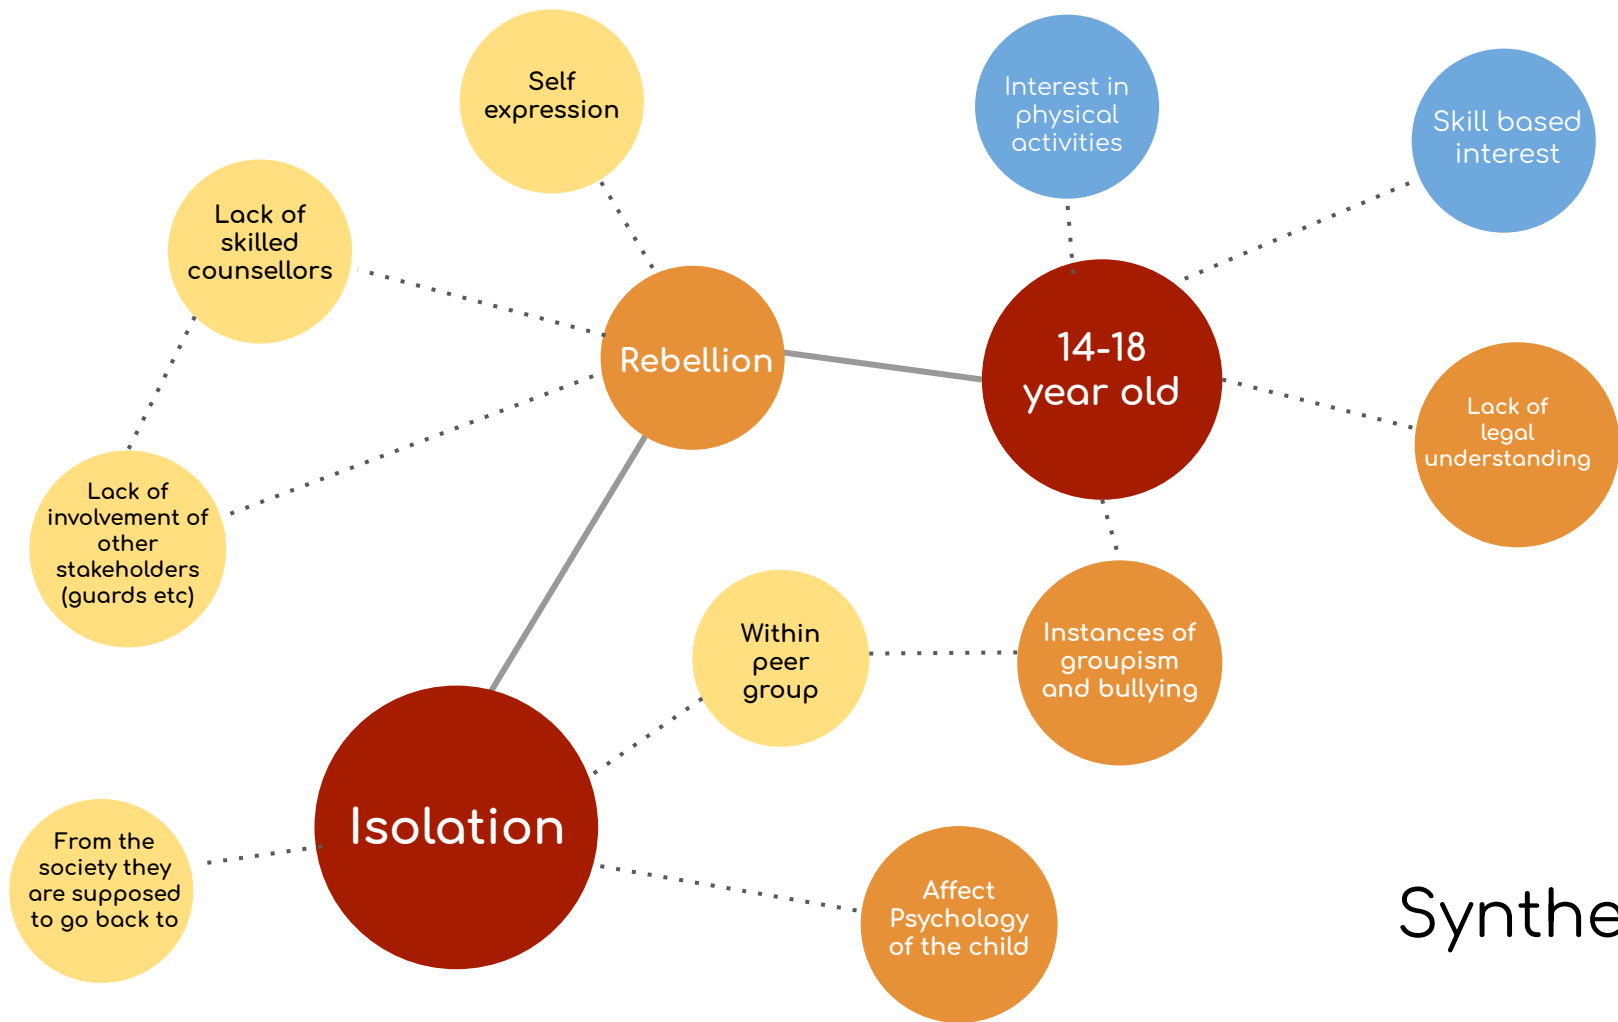 Self
expression
Interest in
physical
activities
Skill based
interest
Lack of
skilled
counsellors
Rebellion
14-18
year old
Lack of
legal
understanding
Lack of
involvement of
other
stakeholders
(guards etc)
Within
peer
group
Instances of
groupism
and bullying
Isolation
From the
society they
are supposed
to go back to
Affect
Psychology
of the child
Synthe